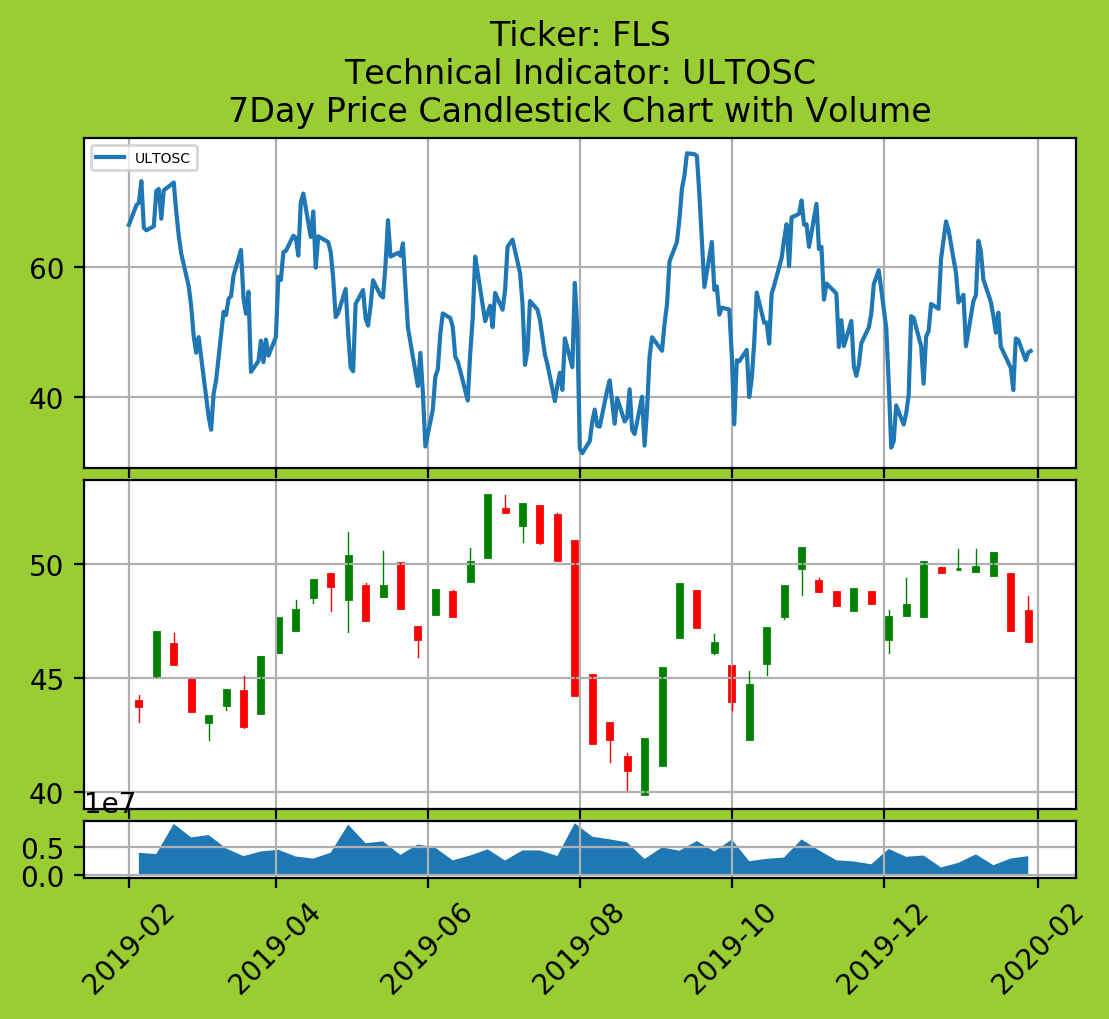 Ticker: FLS
Technical Indicator: ULTOSC
7Day Price Candlestick Chart with Volume
ULTOSC
60
40
50
45
40
1e7
0.5
0.0
2019-02
2019-04
2019-06
2019-08
2019-10
2019-12
2020-02